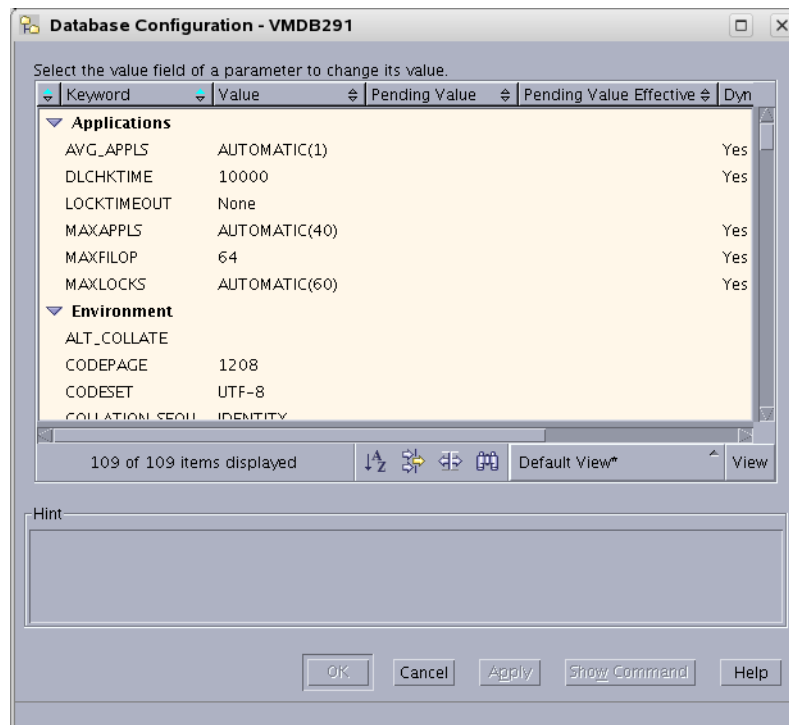 Database Configuration - VMDB291
Select the value field of a parameter to change its value.
Keyword Value Pending Value Pending Value Effective Dyn
Applications
AVG_APPLS AUTOMATIC(1) Yes
DLCHKTIME 10000 Yes
LOCKTIMEOUT None
MAXAPPLS AUTOMATIC(40) Yes
MAXFILOP 64 Yes
MAXLOCKS AUTOMATIC(60) Yes
Environment
ALT_COLLATE
CODEPAGE 1208
CODESET UTF-8
COLLATION_SEQU IDENTITY
109 of 109 items displayed Default View* View
Hint
OK Cancel Apply Show Command Help